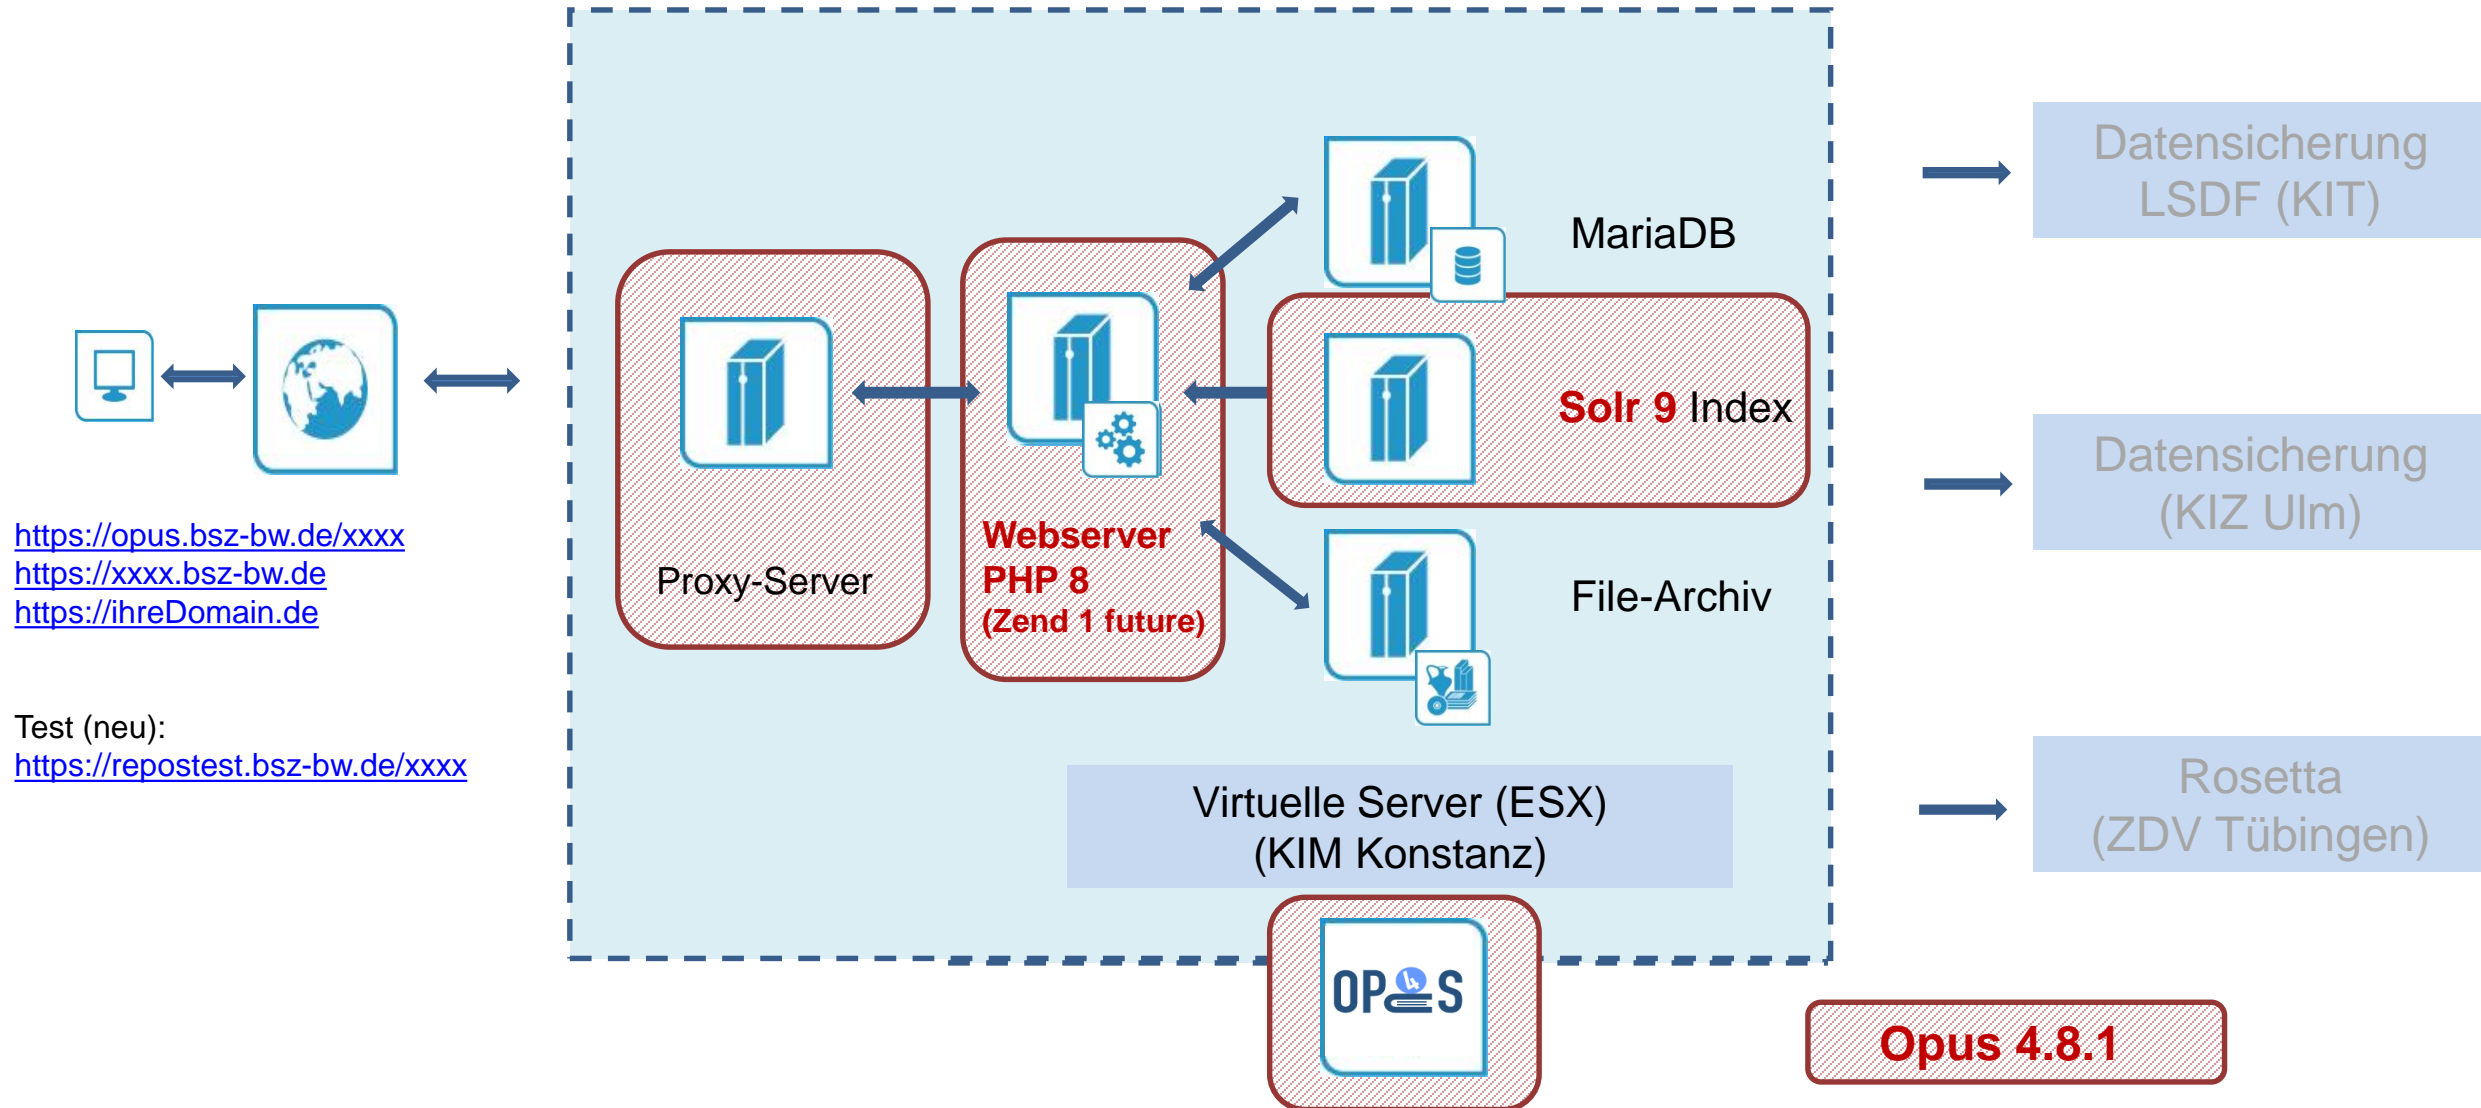 https://opus.bsz-bw.de/xxxx
https://xxxx.bsz-bw.de
https://ihreDomain.de
Test (neu):
https://repostest.bsz-bw.de/xxxx
Proxy-Server
Webserver
PHP 8
(Zend 1 future)
MariaDB
Solr 9 Index
File-Archiv
Virtuelle Server (ESX)
(KIM Konstanz)
OPUS 4
Opus 4.8.1
Datensicherung
LSDF (KIT)
Datensicherung
(KIZ Ulm)
Rosetta
(ZDV Tübingen)